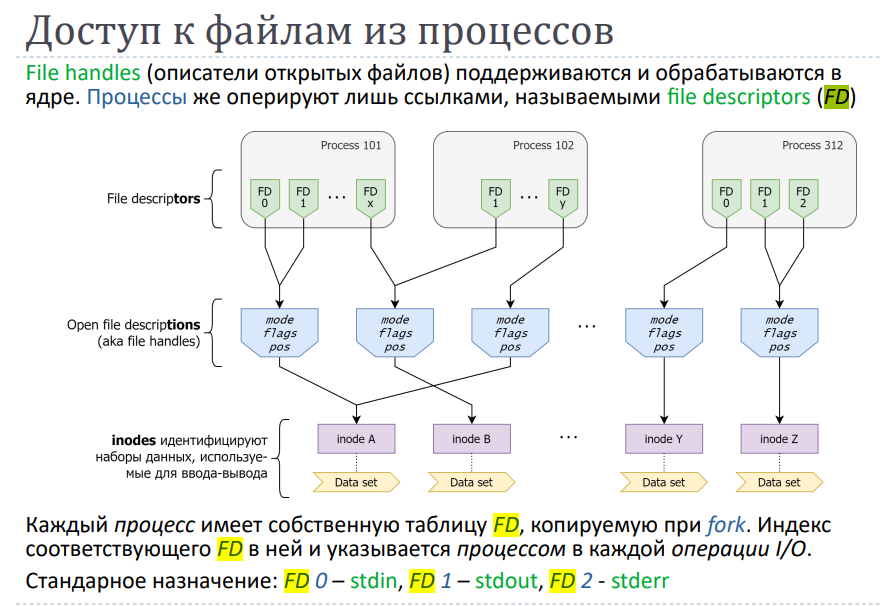 Доступ к файлам из процессов
File handles (описатели открытых файлов) поддерживаются и обрабатываются в
ядре. Процессы же оперируют лишь ссылками, называемыми file descriptors (FD)
Process 101
Process 102
Process 312
File descriptors
FD 0
FD 1
...
FD x
FD 1
...
FD y
FD 0
FD 1
FD 2
Open file descriptions
(aka file handles)
mode
flags
pos
mode
flags
pos
mode
flags
pos
...
mode
flags
pos
mode
flags
pos
inodes идентифицируют
наборы данных, используе-
мые для ввода-вывода
inode A
inode B
...
inode Y
inode Z
Data set
Data set
Data set
Data set
Каждый процесс имеет собственную таблицу FD, копируемую при fork. Индекс
соответствующего FD в ней и указывается процессом в каждой операции I/O.
Стандартное назначение: FD 0 – stdin, FD 1 – stdout, FD 2 - stderr